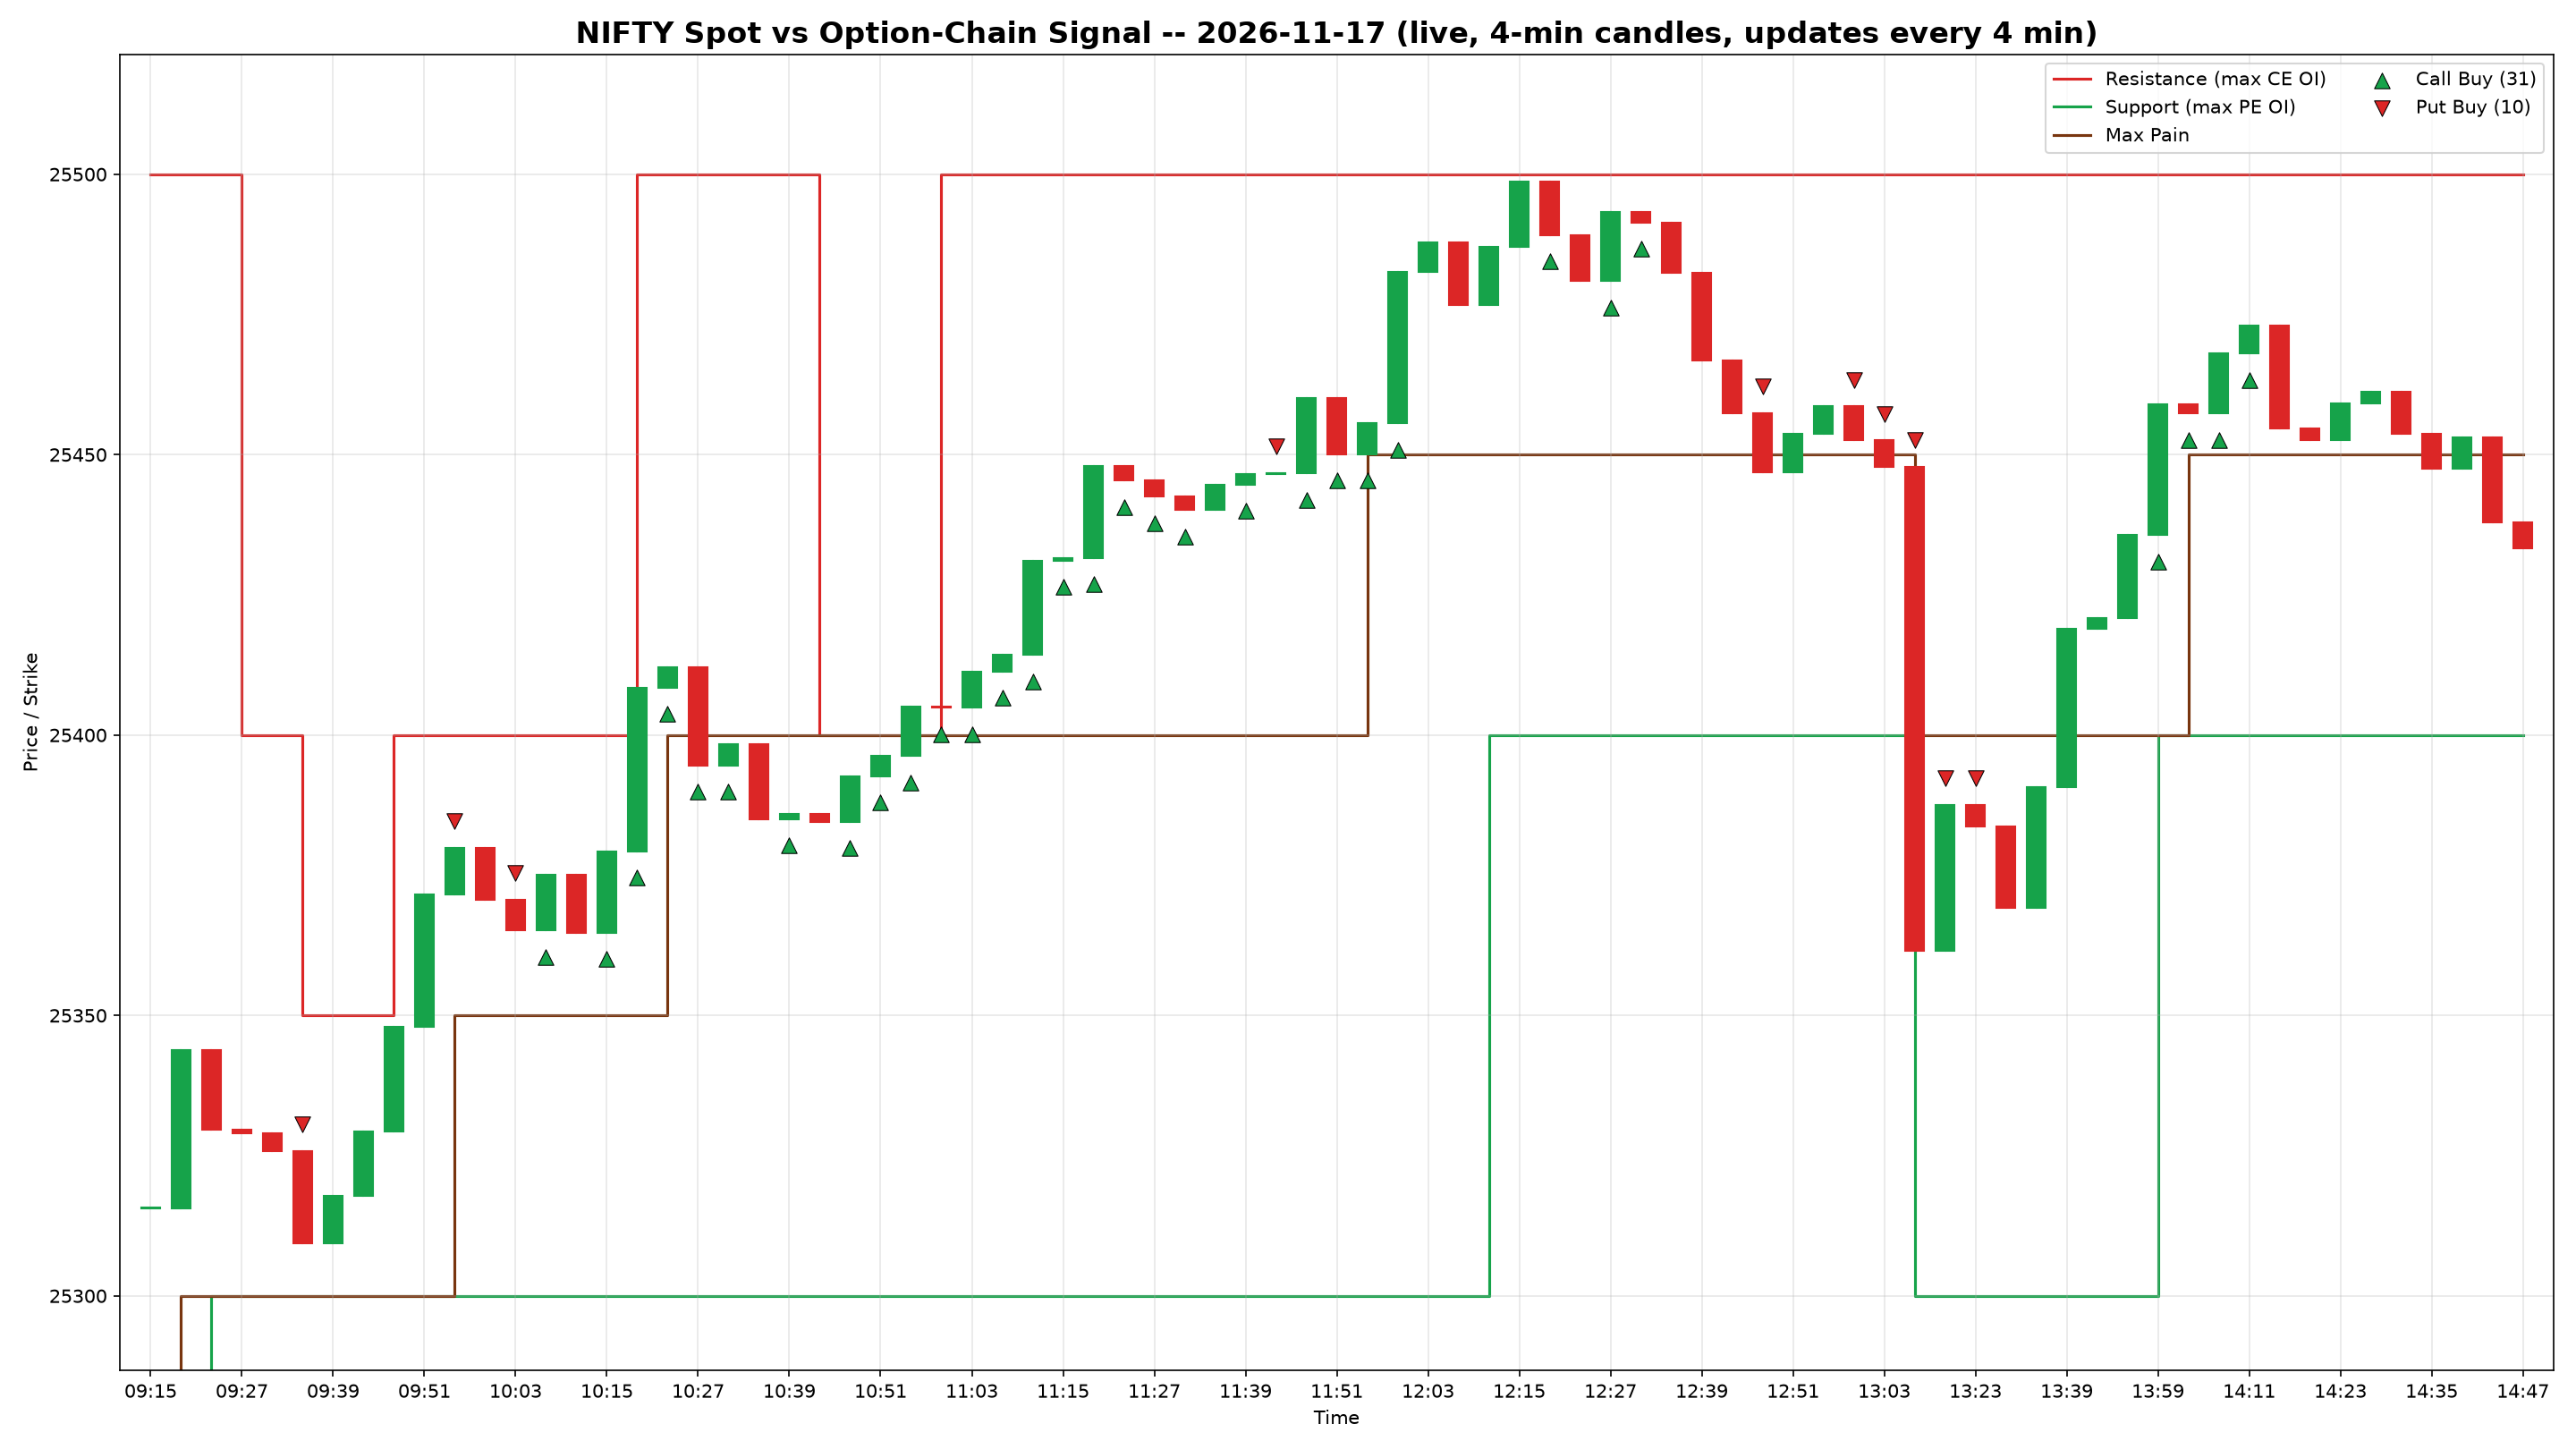 NIFTY Spot vs Option-Chain Signal -- 2026-11-17 (live, 4-min candles, updates every 4 min)
Resistance (max CE OI)
Support (max PE OI)
Max Pain
Call Buy (31)
Put Buy (10)
25500
25450
25400
25350
25300
Price / Strike
09:15 09:27 09:39 09:51 10:03 10:15 10:27 10:39 10:51 11:03 11:15 11:27 11:39 11:51 12:03 12:15 12:27 12:39 12:51 13:03 13:23 13:39 13:59 14:11 14:23 14:35 14:47
Time